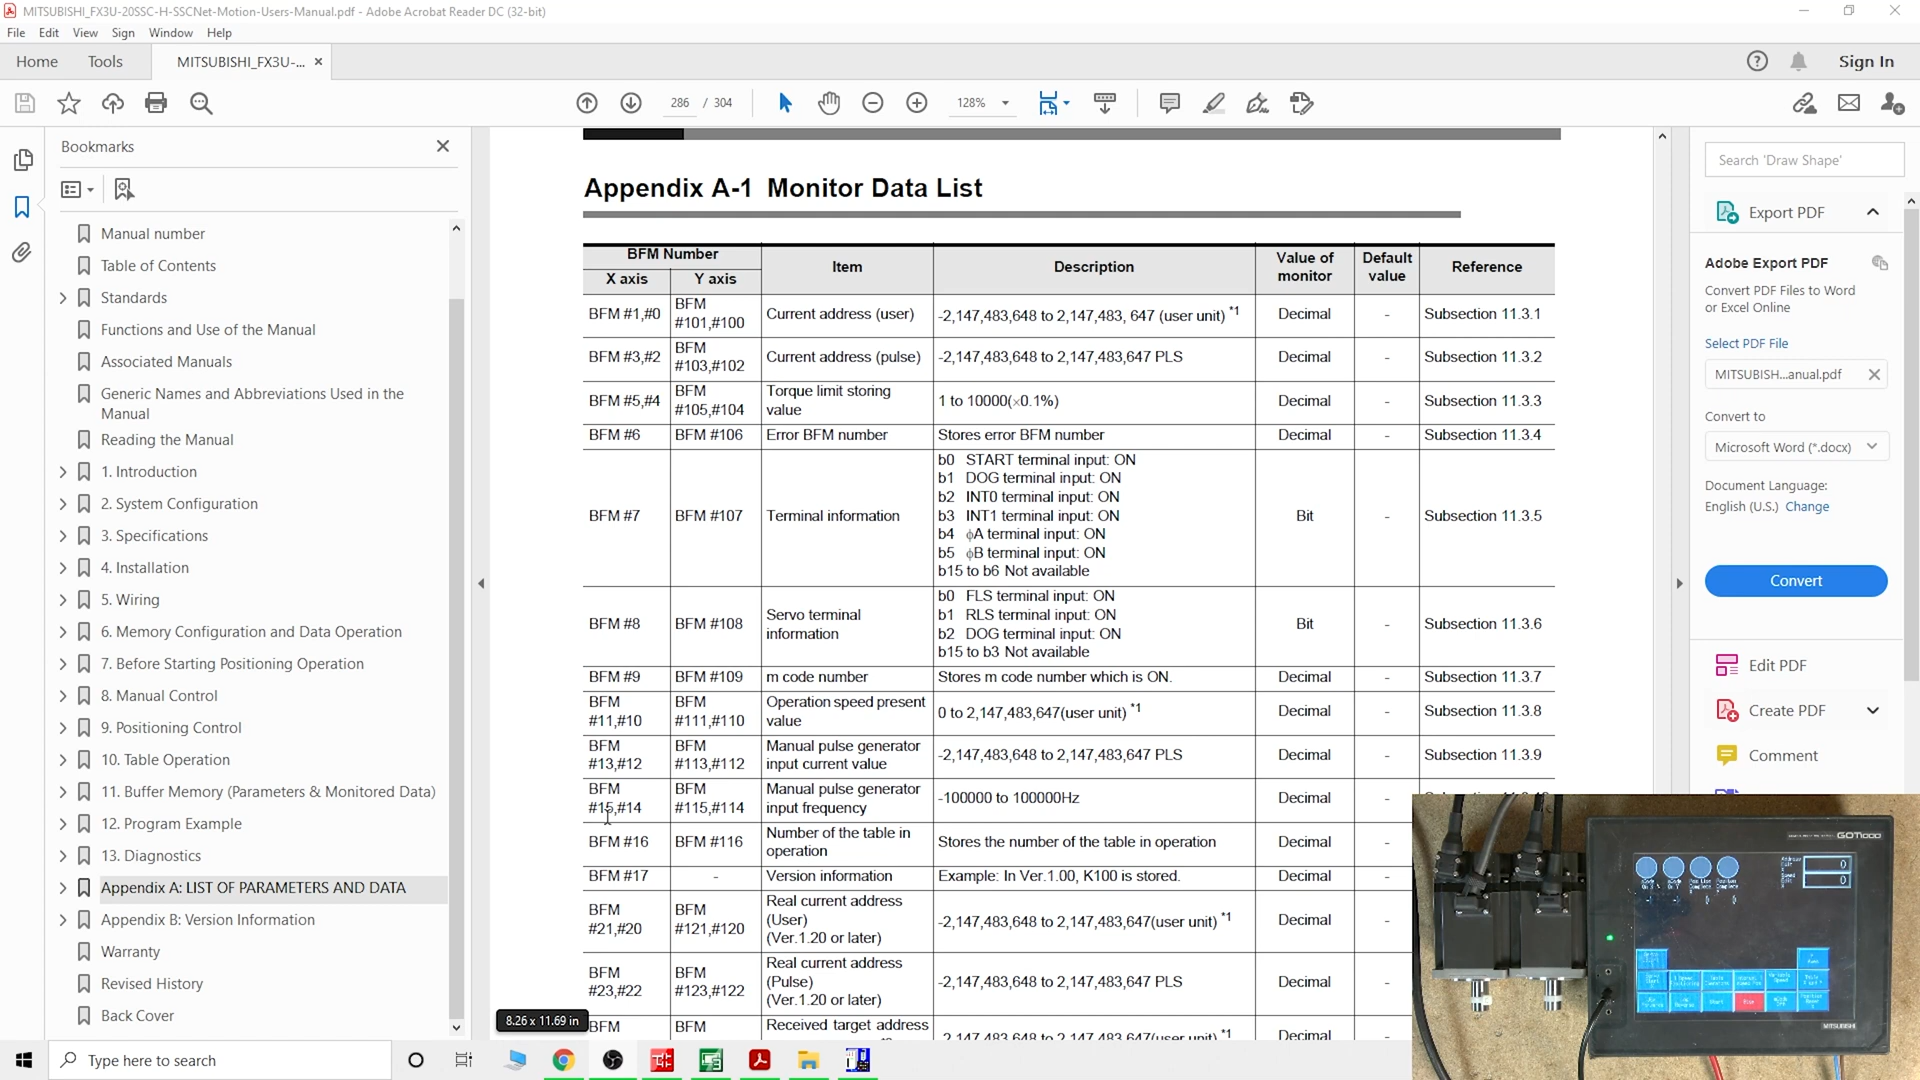 MITSUBISHI_FX3U-20SSC-H-SSCNet-Motion-Users-Manual.pdf - Adobe Acrobat Reader DC (32-bit)
File Edit View Sign Window Help
Home Tools MITSUBISHI_FX3U-... × Sign In
286 / 304 128%
Bookmarks
Manual number
Table of Contents
Standards
Functions and Use of the Manual
Associated Manuals
Generic Names and Abbreviations Used in the
Manual
Reading the Manual
1. Introduction
2. System Configuration
3. Specifications
4. Installation
5. Wiring
6. Memory Configuration and Data Operation
7. Before Starting Positioning Operation
8. Manual Control
9. Positioning Control
10. Table Operation
11. Buffer Memory (Parameters & Monitored Data)
12. Program Example
13. Diagnostics
Appendix A: LIST OF PARAMETERS AND DATA
Appendix B: Version Information
Warranty
Revised History
Back Cover
Appendix A-1 Monitor Data List
BFM Number Item Description Value of monitor Default value Reference
X axis Y axis
BFM #1,#0 BFM #101,#100 Current address (user) -2,147,483,648 to 2,147,483, 647 (user unit) *1 Decimal - Subsection 11.3.1
BFM #3,#2 BFM #103,#102 Current address (pulse) -2,147,483,648 to 2,147,483,647 PLS Decimal - Subsection 11.3.2
BFM #5,#4 BFM #105,#104 Torque limit storing value 1 to 10000(×0.1%) Decimal - Subsection 11.3.3
BFM #6 BFM #106 Error BFM number Stores error BFM number Decimal - Subsection 11.3.4
BFM #7 BFM #107 Terminal information
b0 START terminal input: ON
b1 DOG terminal input: ON
b2 INT0 terminal input: ON
b3 INT1 terminal input: ON
b4 ϕA terminal input: ON
b5 ϕB terminal input: ON
b15 to b6 Not available
Bit - Subsection 11.3.5
BFM #8 BFM #108 Servo terminal information
b0 FLS terminal input: ON
b1 RLS terminal input: ON
b2 DOG terminal input: ON
b15 to b3 Not available
Bit - Subsection 11.3.6
BFM #9 BFM #109 m code number Stores m code number which is ON. Decimal - Subsection 11.3.7
BFM #11,#10 BFM #111,#110 Operation speed present value 0 to 2,147,483,647(user unit) *1 Decimal - Subsection 11.3.8
BFM #13,#12 BFM #113,#112 Manual pulse generator input current value -2,147,483,648 to 2,147,483,647 PLS Decimal - Subsection 11.3.9
BFM #15,#14 BFM #115,#114 Manual pulse generator input frequency -100000 to 100000Hz Decimal -
BFM #16 BFM #116 Number of the table in operation Stores the number of the table in operation Decimal -
BFM #17 - Version information Example: In Ver.1.00, K100 is stored. Decimal -
BFM #21,#20 BFM #121,#120 Real current address (User) (Ver.1.20 or later) -2,147,483,648 to 2,147,483,647(user unit) *1 Decimal -
BFM #23,#22 BFM #123,#122 Real current address (Pulse) (Ver.1.20 or later) -2,147,483,648 to 2,147,483,647 PLS Decimal -
BFM BFM Received target address -2,147,483,648 to 2,147,483,647(user unit) *1 Decimal -
8.26 x 11.69 in
Search 'Draw Shape'
Export PDF
Adobe Export PDF
Convert PDF Files to Word
or Excel Online
Select PDF File
MITSUBISH...anual.pdf
Convert to
Microsoft Word (*.docx)
Document Language:
English (U.S.) Change
Convert
Edit PDF
Create PDF
Comment
GOT1000
MITSUBISHI
Type here to search